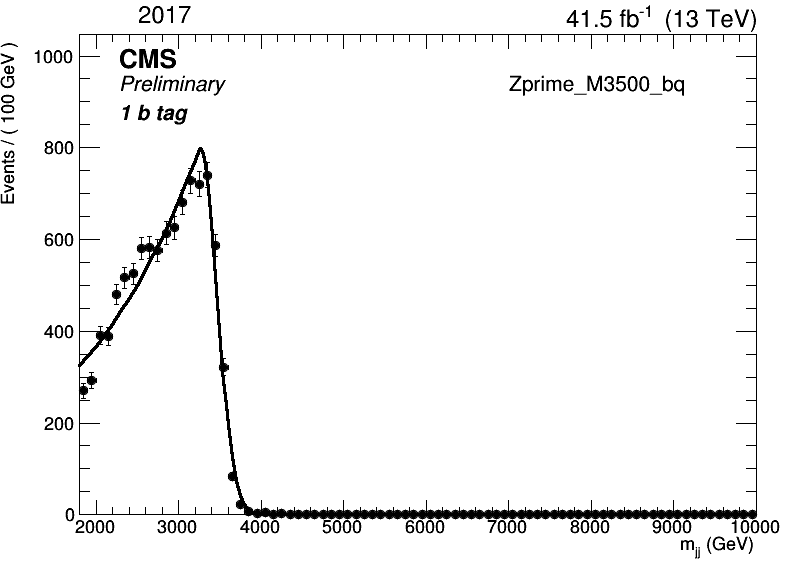 2017
41.5 fb-1 (13 TeV)
CMS
Preliminary
1 b tag
Zprime_M3500_bq
Events / ( 100 GeV )
1000
800
600
400
200
0
2000 3000 4000 5000 6000 7000 8000 9000 10000
mjj (GeV)